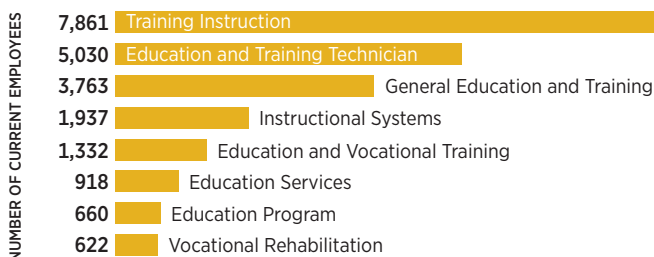 NUMBER OF CURRENT EMPLOYEES
7,861 Training Instruction
5,030 Education and Training Technician
3,763 General Education and Training
1,937 Instructional Systems
1,332 Education and Vocational Training
918 Education Services
660 Education Program
622 Vocational Rehabilitation